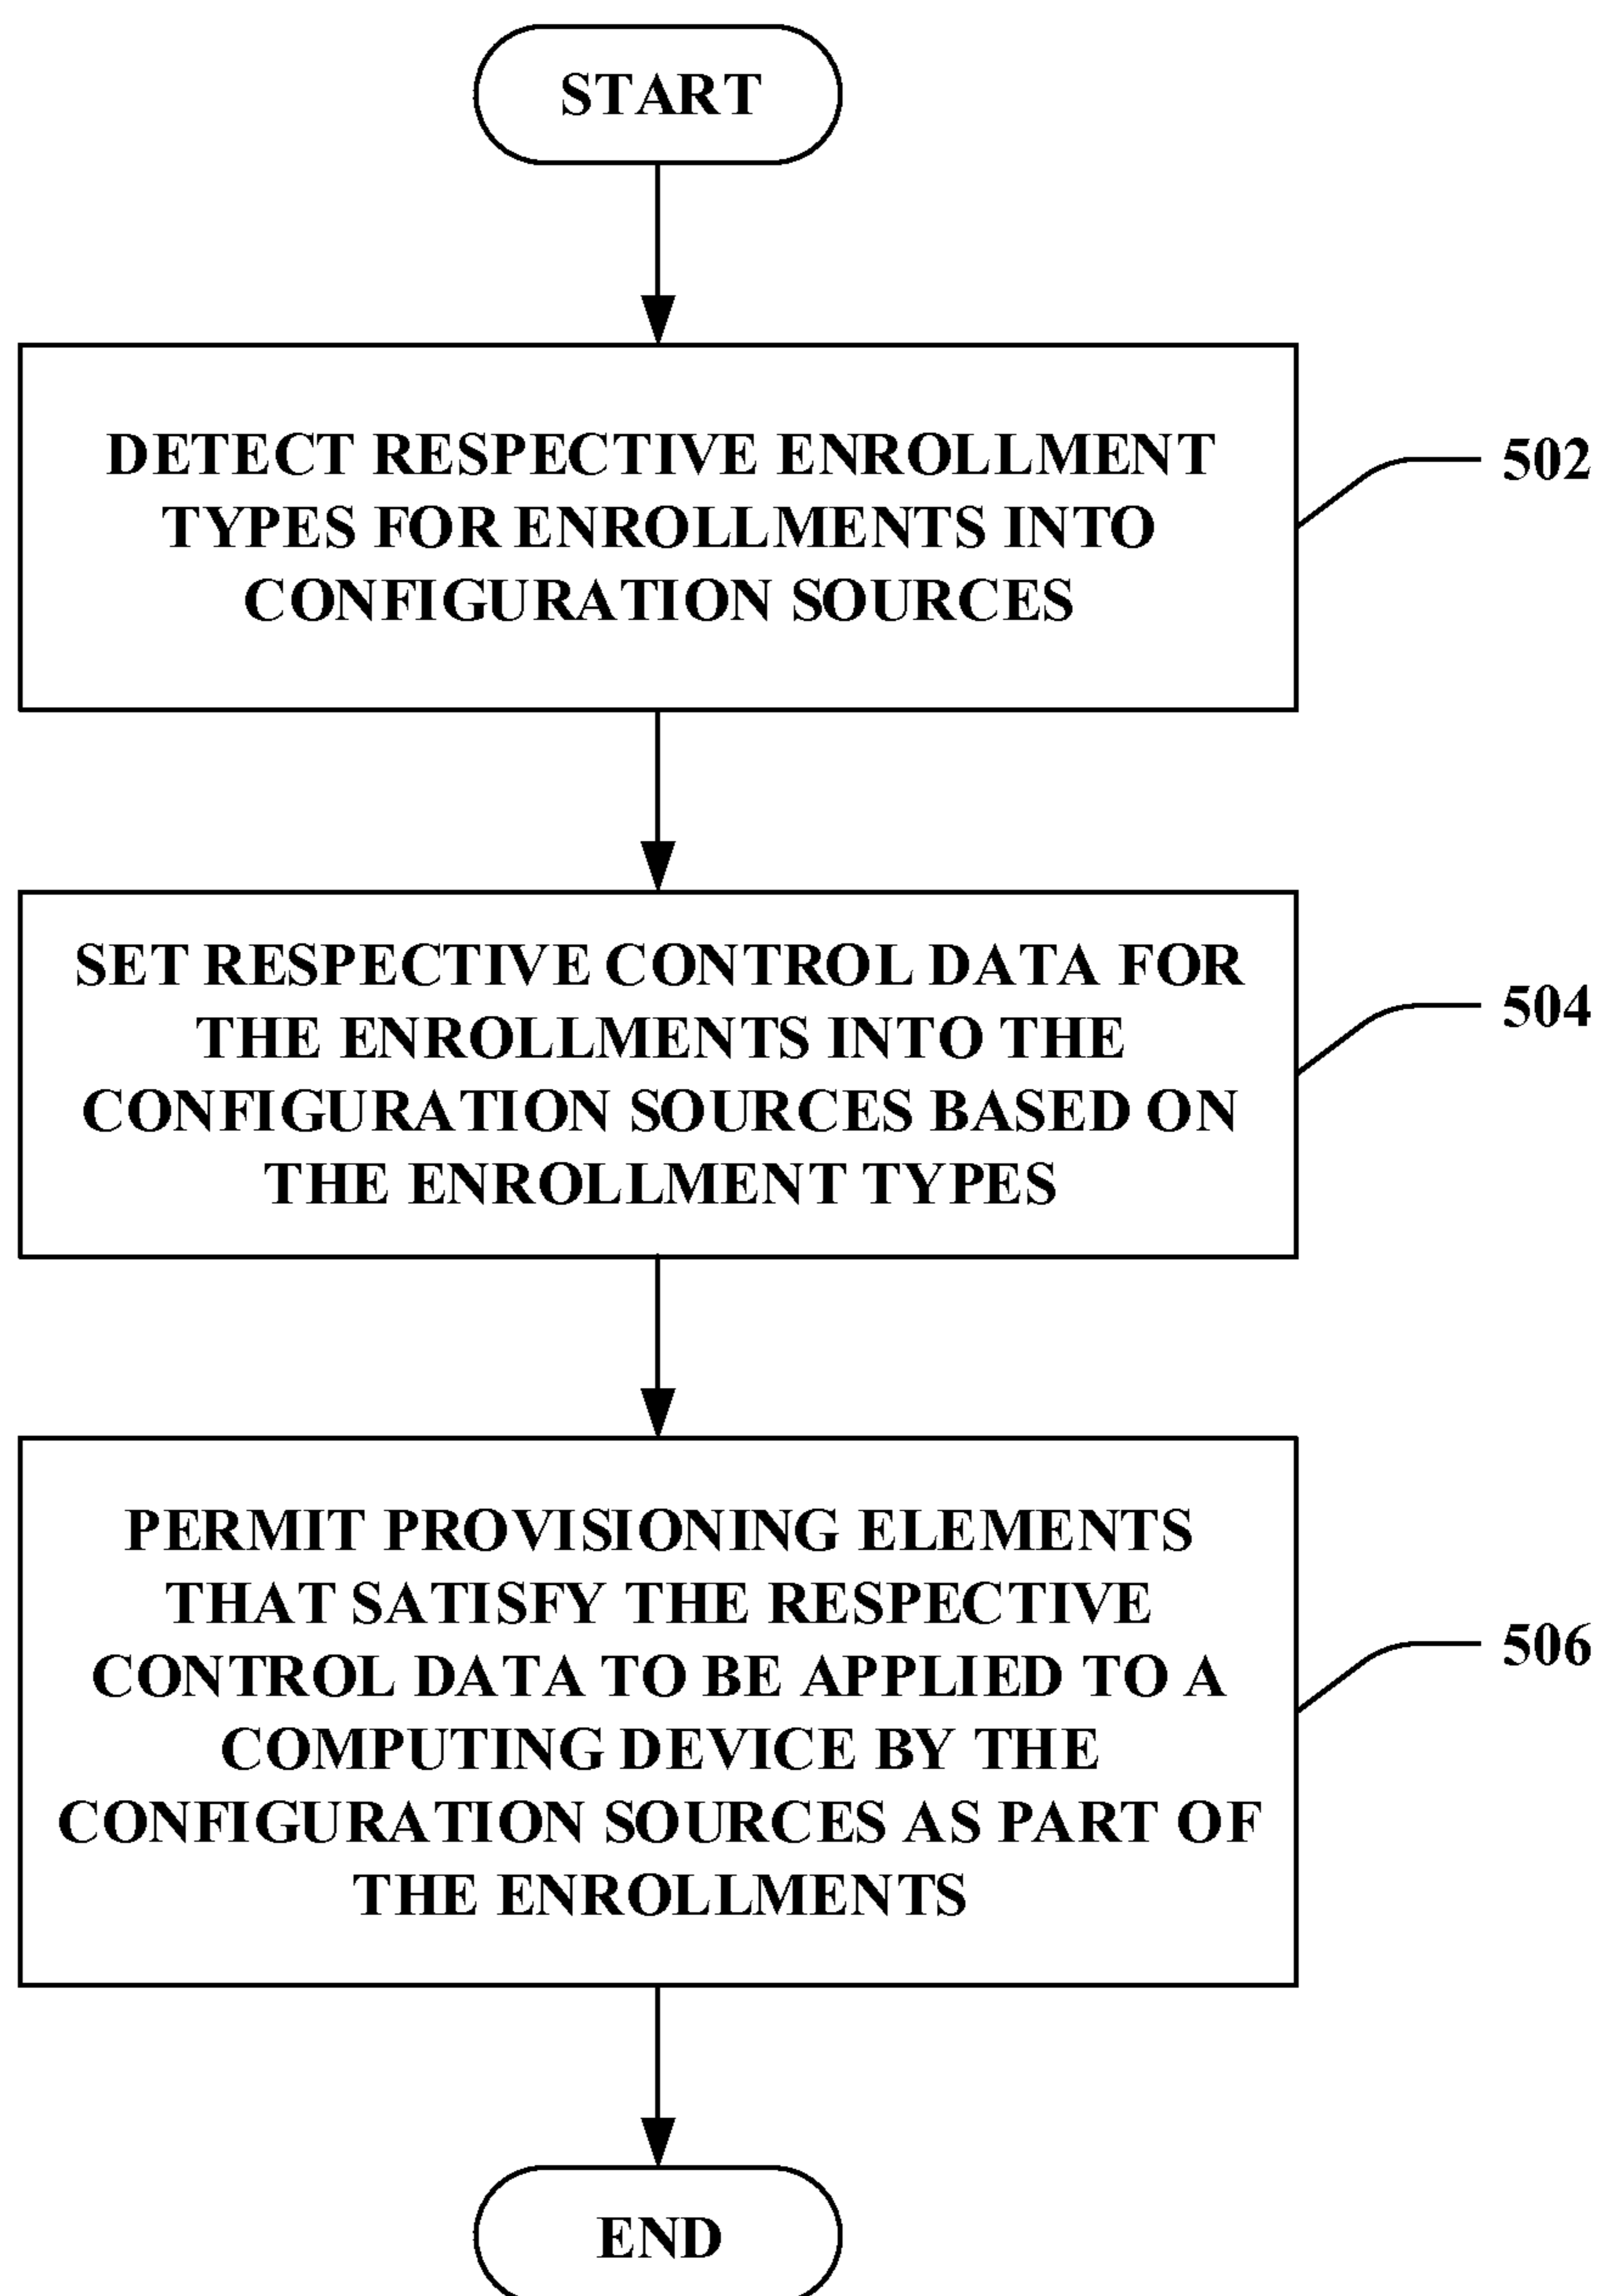 START
DETECT RESPECTIVE ENROLLMENT
TYPES FOR ENROLLMENTS INTO
CONFIGURATION SOURCES
502
SET RESPECTIVE CONTROL DATA FOR
THE ENROLLMENTS INTO THE
CONFIGURATION SOURCES BASED ON
THE ENROLLMENT TYPES
504
PERMIT PROVISIONING ELEMENTS
THAT SATISFY THE RESPECTIVE
CONTROL DATA TO BE APPLIED TO A
COMPUTING DEVICE BY THE
CONFIGURATION SOURCES AS PART OF
THE ENROLLMENTS
506
END